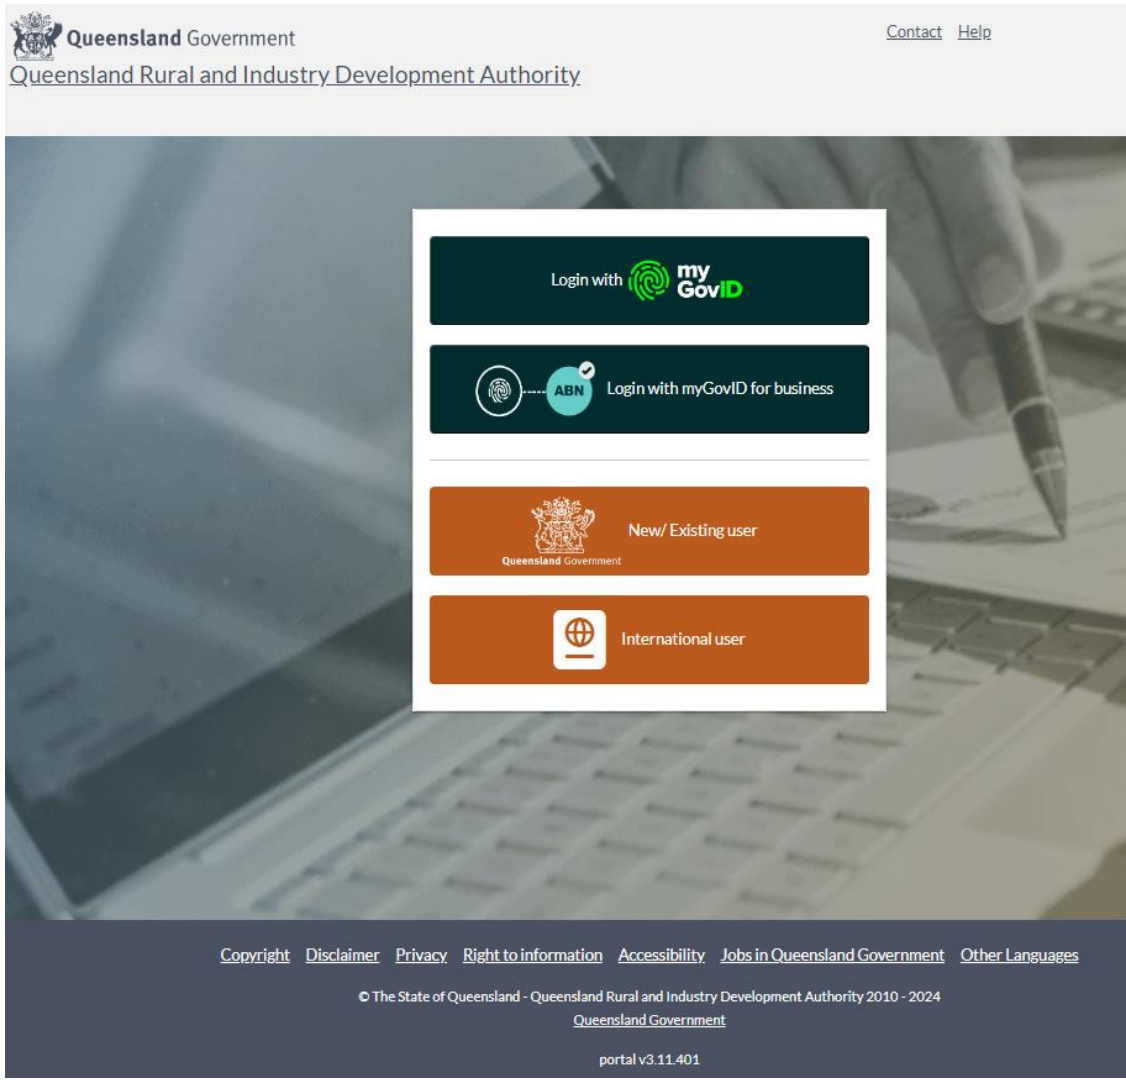 Queensland Government
Contact Help
Queensland Rural and Industry Development Authority
Login with my GovID
ABN Login with myGovID for business
Queensland Government New/ Existing user
International user
Copyright Disclaimer Privacy Right to information Accessibility Jobs in Queensland Government Other Languages
© The State of Queensland - Queensland Rural and Industry Development Authority 2010 - 2024
Queensland Government
portal v3.11.401